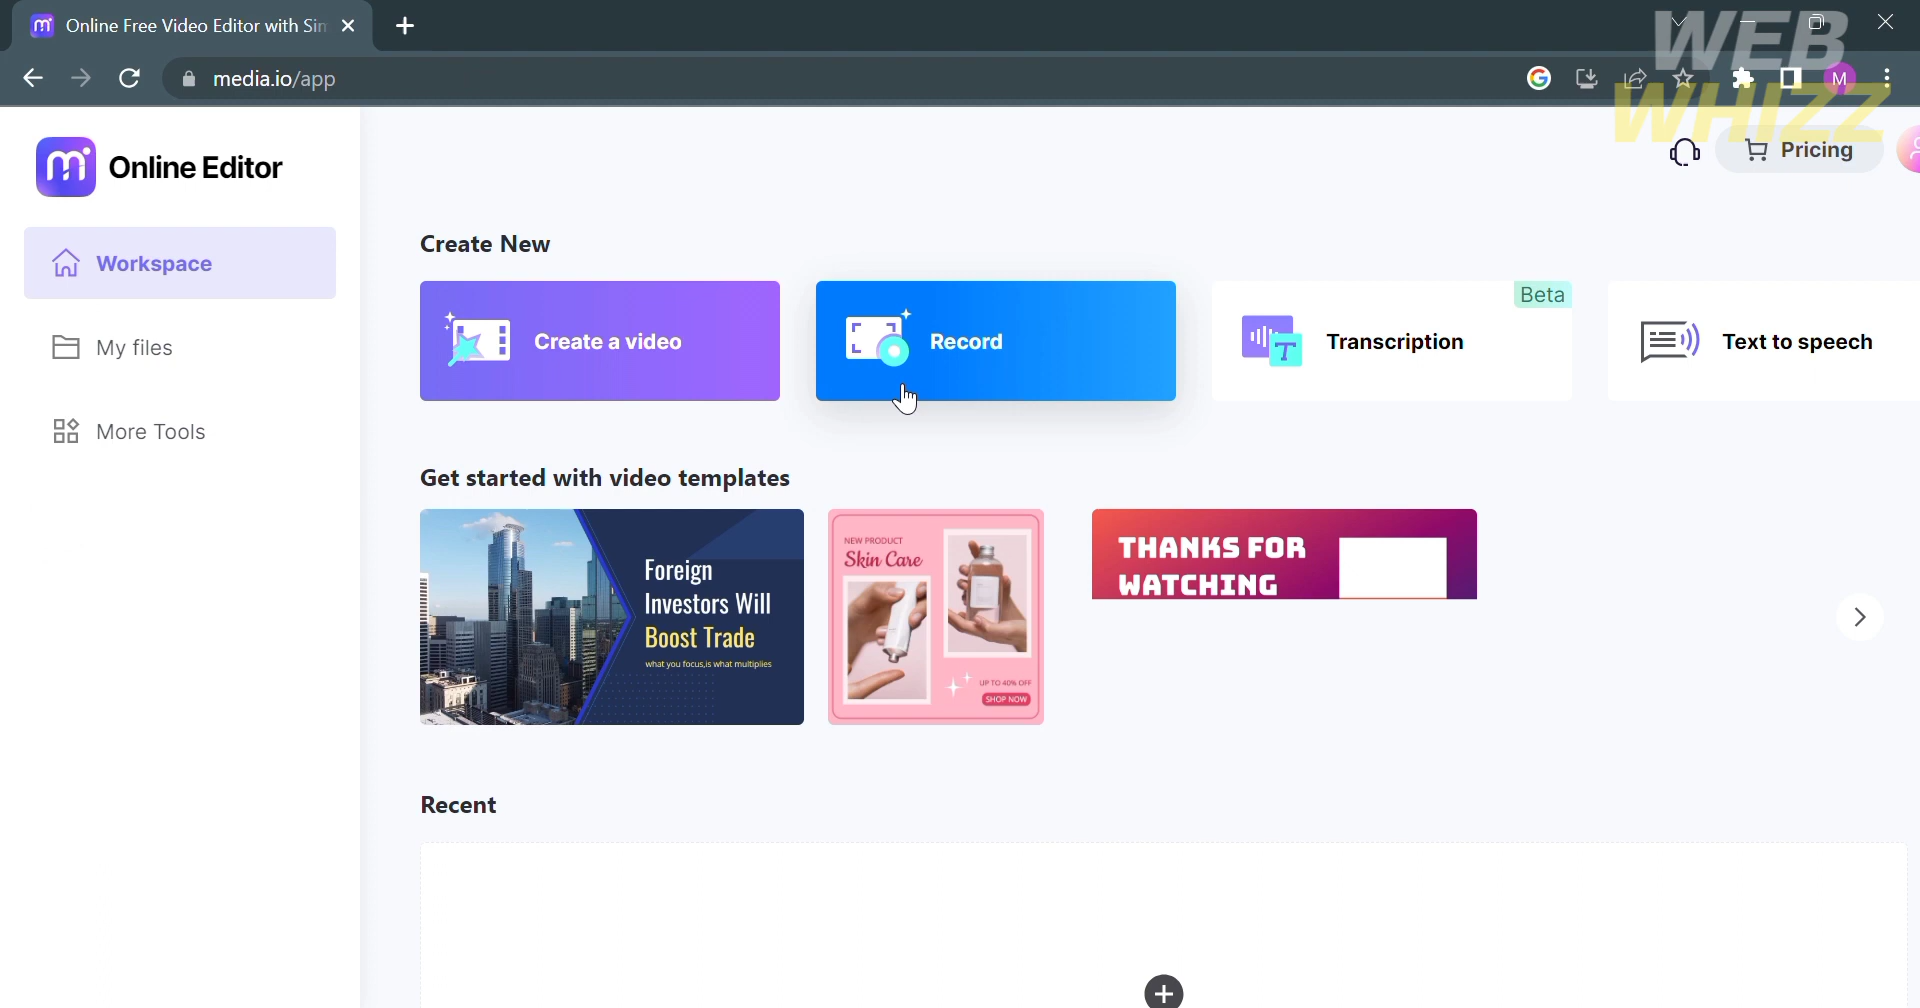 Online Free Video Editor with Sim
WEB
WHIZZ
media.io/app
M
Online Editor
Pricing
Workspace
My files
More Tools
Create New
Create a video
Record
Beta
Transcription
Text to speech
Get started with video templates
Foreign
Investors Will
Boost Trade
what you focus,is what multiplies
NEW PRODUCT
Skin Care
UP TO 40% OFF
SHOP NOW
THANKS FOR
WATCHING
Recent